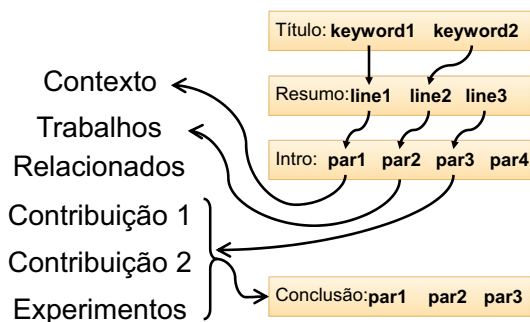 Título: keyword1 keyword2
Contexto
Resumo: line1 line2 line3
Trabalhos
Relacionados
Intro: par1 par2 par3 par4
Contribuição 1
Contribuição 2
Experimentos
Conclusão: par1 par2 par3